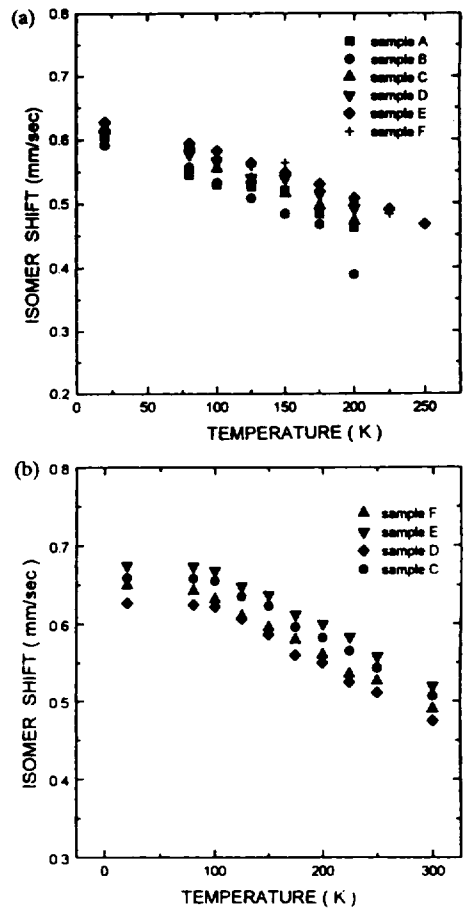 (a)
0.8
0.7
0.6
0.5
0.4
0.3
0.2
ISOMER SHIFT (mm/sec)
sample A
sample B
sample C
sample D
sample E
sample F
0 50 100 150 200 250
TEMPERATURE ( K )
(b)
0.8
0.7
0.6
0.5
0.4
0.3
ISOMER SHIFT ( mm/sec)
sample F
sample E
sample D
sample C
0 100 200 300
TEMPERATURE ( K )